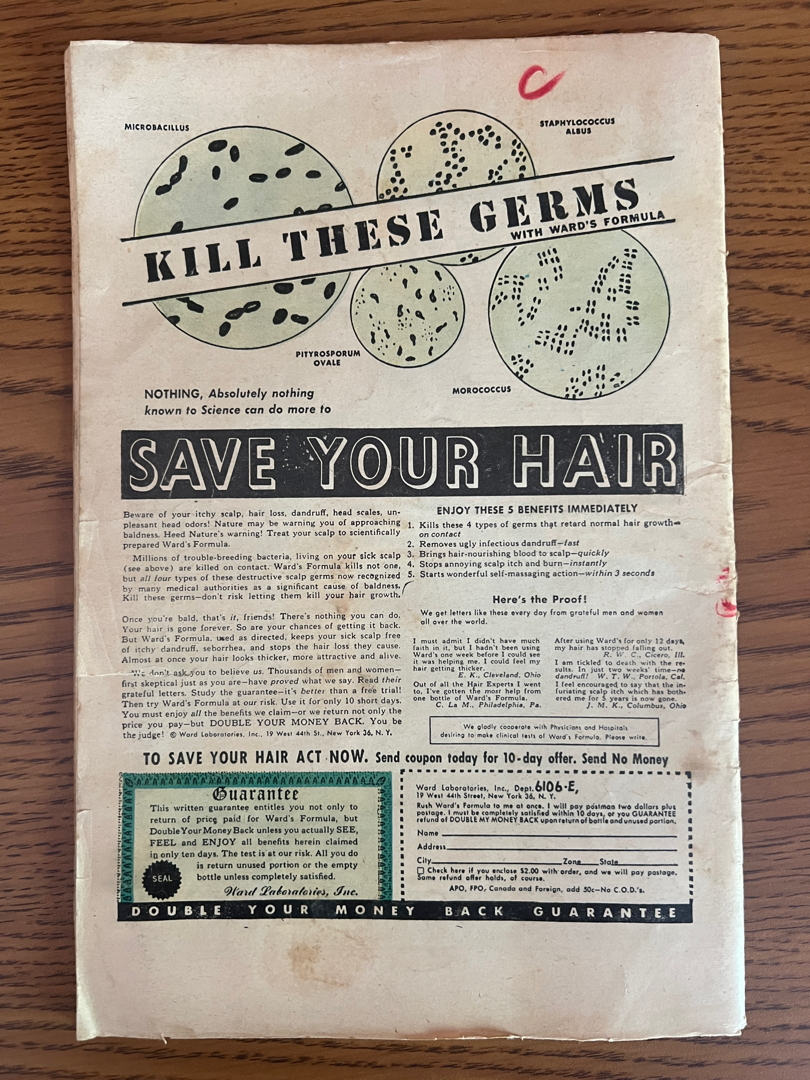 C
MICROBACILLUS
STAPHYLOCOCCUS
ALBUS
KILL THESE GERMS
WITH WARD'S FORMULA
PITYROSPORUM
OVALE
MOROCOCCUS
NOTHING, Absolutely nothing
known to Science can do more to
SAVE YOUR HAIR
Beware of your itchy scalp, hair loss, dandruff, head scales, un-
pleasant head odors! Nature may be warning you of approaching
baldness. Heed Nature's warning! Treat your scalp to scientifically
prepared Ward's Formula.
Millions of trouble-breeding bacteria, living on your sick scalp
(see above) are killed on contact. Ward's Formula kills not one,
but all four types of these destructive scalp germs now recognized
by many medical authorities as a significant cause of baldness.
Kill these germs—don't risk letting them kill your hair growth.
Once you're bald, that's it, friends! There's nothing you can do.
Your hair is gone forever. So are your chances of getting it back.
But Ward's Formula, used as directed, keeps your sick scalp free
of itchy dandruff, seborrhea, and stops the hair loss they cause.
Almost at once your hair looks thicker, more attractive and alive.
We don't ask you to believe us. Thousands of men and women—
first skeptical just as you are—have proved what we say. Read their
grateful letters. Study the guarantee—it's better than a free trial!
Then try Ward's Formula at our risk. Use it for only 10 short days.
You must enjoy all the benefits we claim—or we return not only the
price you pay—but DOUBLE YOUR MONEY BACK. You be
the judge! © Ward Laboratories, Inc., 19 West 44th St., New York 36, N. Y.
ENJOY THESE 5 BENEFITS IMMEDIATELY
1. Kills these 4 types of germs that retard normal hair growth—
on contact
2. Removes ugly infectious dandruff—fast
3. Brings hair-nourishing blood to scalp—quickly
4. Stops annoying scalp itch and burn—instantly
5. Starts wonderful self-massaging action—within 3 seconds
Here's the Proof!
We get letters like these every day from grateful men and women
all over the world.
I must admit I didn't have much
faith in it, but I hadn't been using
Ward's one week before I could see
it was helping me. I could feel my
hair getting thicker.
E. K., Cleveland, Ohio
Out of all the Hair Experts I went
to, I've gotten the most help from
one bottle of Ward's Formula.
C. La M., Philadelphia, Pa.
After using Ward's for only 12 days,
my hair has stopped falling out.
R. W. C., Cicero, Ill.
I am tickled to death with the re-
sults. In just two weeks' time—no
dandruff! W. T. W., Portola, Cal.
I feel encouraged to say that the in-
furiating scalp itch which has both-
ered me for 5 years is now gone.
J. M. K., Columbus, Ohio
We gladly cooperate with Physicians and Hospitals
desiring to make clinical tests of Ward's Formula. Please write.
TO SAVE YOUR HAIR ACT NOW. Send coupon today for 10-day offer. Send No Money
Guarantee
This written guarantee entitles you not only to
return of price paid for Ward's Formula, but
Double Your Money Back unless you actually SEE,
FEEL and ENJOY all benefits herein claimed
in only ten days. The test is at our risk. All you do
is return unused portion or the empty
bottle unless completely satisfied.
SEAL
Ward Laboratories, Inc.
Ward Laboratories, Inc., Dept. 6106-E,
19 West 44th Street, New York 36, N. Y.
Rush Ward's Formula to me at once. I will pay postman two dollars plus
postage. I must be completely satisfied within 10 days, or you GUARANTEE
refund of DOUBLE MY MONEY BACK upon return of bottle and unused portion.
Name
Address
City Zone State
Check here if you enclose $2.00 with order, and we will pay postage.
Same refund offer holds, of course.
APO, FPO, Canada and Foreign, add 50c—No C.O.D.'s.
DOUBLE YOUR MONEY BACK GUARANTEE